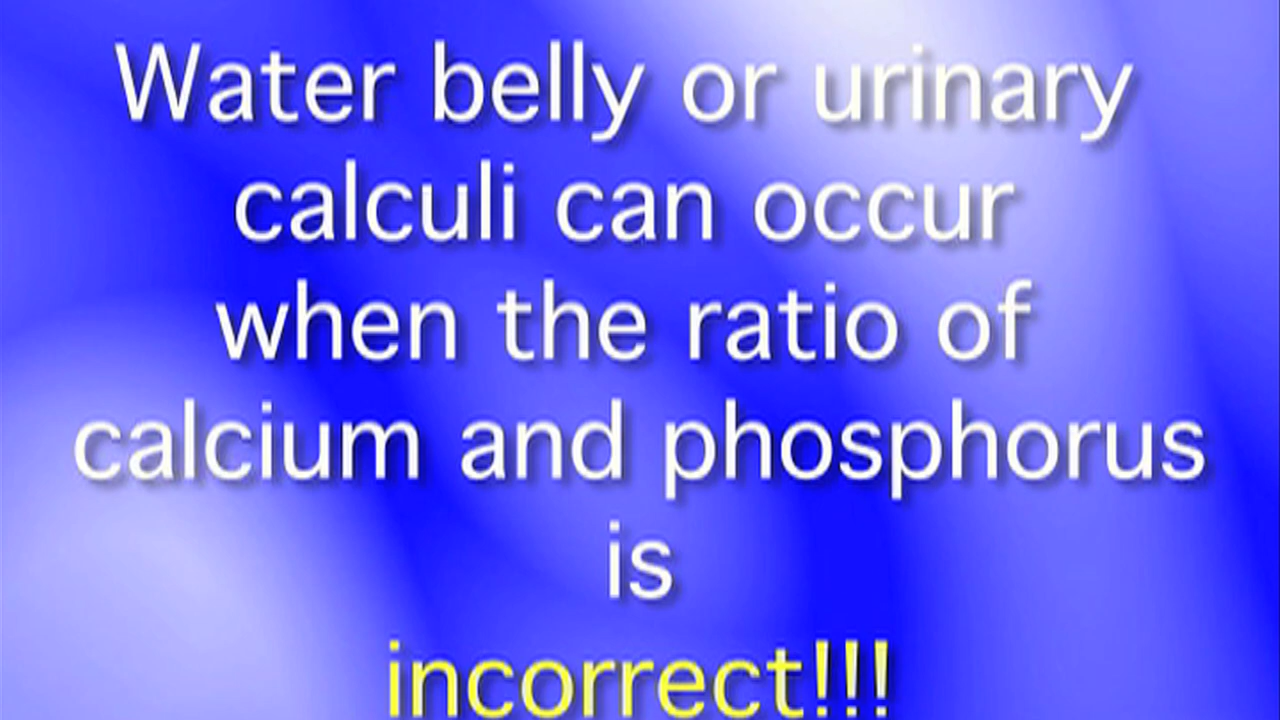 Water belly or urinary
calculi can occur
when the ratio of
calcium and phosphorus
is
incorrect!!!